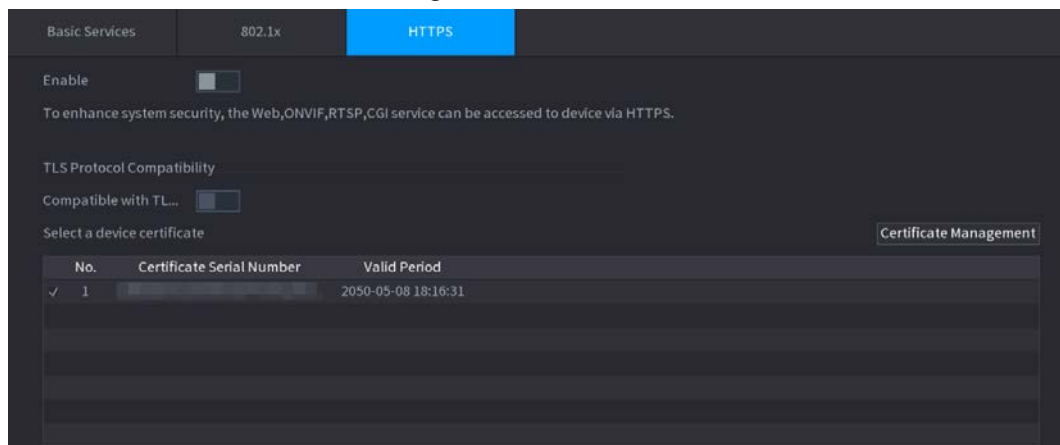 Basic Services 802.1x HTTPS
Enable
To enhance system security, the Web,ONVIF,RTSP,CGI service can be accessed to device via HTTPS.
TLS Protocol Compatibility
Compatible with TL...
Select a device certificate Certificate Management
No. Certificate Serial Number Valid Period
✓ 1 2050-05-08 18:16:31